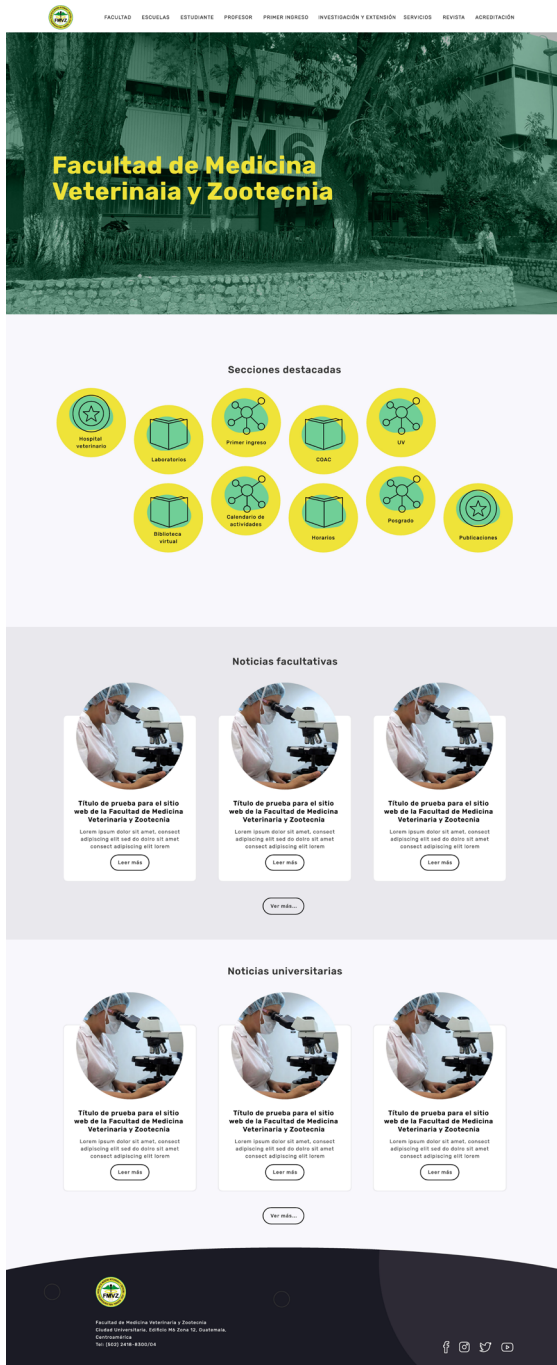 FMVZ
FACULTAD ESCUELAS ESTUDIANTE PROFESOR PRIMER INGRESO INVESTIGACIÓN Y EXTENSIÓN SERVICIOS REVISTA ACREDITACIÓN
M6
Facultad de Medicina
Veterinaia y Zootecnia
Secciones destacadas
Hospital
veterinario
Laboratorios
Primer ingreso
COAC
UV
Biblioteca
virtual
Calendario de
actividades
Horarios
Posgrado
Publicaciones
Noticias facultativas
Título de prueba para el sitio
web de la Facultad de Medicina
Veterinaria y Zootecnia
Lorem ipsum dolor sit amet, consect
adipiscing elit sed do dolro sit amet
consect adipiscing elit lorem
Leer más
Título de prueba para el sitio
web de la Facultad de Medicina
Veterinaria y Zootecnia
Lorem ipsum dolor sit amet, consect
adipiscing elit sed do dolro sit amet
consect adipiscing elit lorem
Leer más
Título de prueba para el sitio
web de la Facultad de Medicina
Veterinaria y Zootecnia
Lorem ipsum dolor sit amet, consect
adipiscing elit sed do dolro sit amet
consect adipiscing elit lorem
Leer más
Ver más...
Noticias universitarias
Título de prueba para el sitio
web de la Facultad de Medicina
Veterinaria y Zootecnia
Lorem ipsum dolor sit amet, consect
adipiscing elit sed do dolro sit amet
consect adipiscing elit lorem
Leer más
Título de prueba para el sitio
web de la Facultad de Medicina
Veterinaria y Zootecnia
Lorem ipsum dolor sit amet, consect
adipiscing elit sed do dolro sit amet
consect adipiscing elit lorem
Leer más
Título de prueba para el sitio
web de la Facultad de Medicina
Veterinaria y Zootecnia
Lorem ipsum dolor sit amet, consect
adipiscing elit sed do dolro sit amet
consect adipiscing elit lorem
Leer más
Ver más...
FMVZ
Facultad de Medicina Veterinaria y Zootecnia
Ciudad Universitaria, Edificio M6 Zona 12, Guatemala,
Centroamérica
Tel: (502) 2418-8300/04